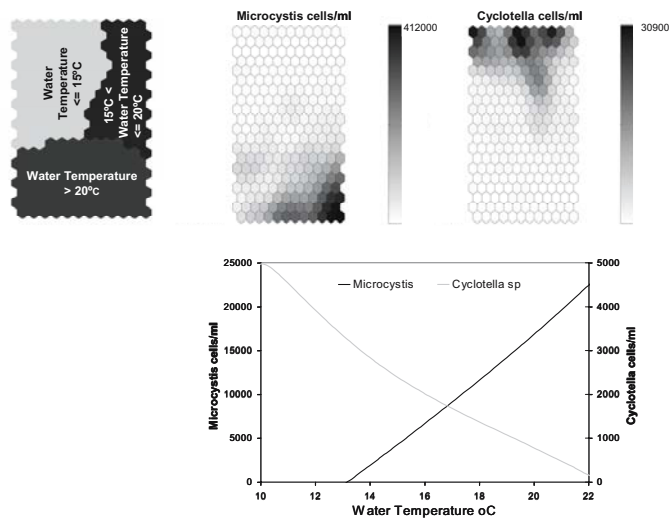 Microcystis cells/ml
Cyclotella cells/ml
Water
Temperature
<= 15ºC
15ºC <
Water Temperature
<= 20ºC
Water Temperature
> 20ºc
412000
30900
25000
20000
15000
10000
5000
0
Microcystis cells/ml
Microcystis
Cyclotella sp
5000
4000
3000
2000
1000
0
Cyclotella cells/ml
10
12
14
16
18
20
22
Water Temperature oC